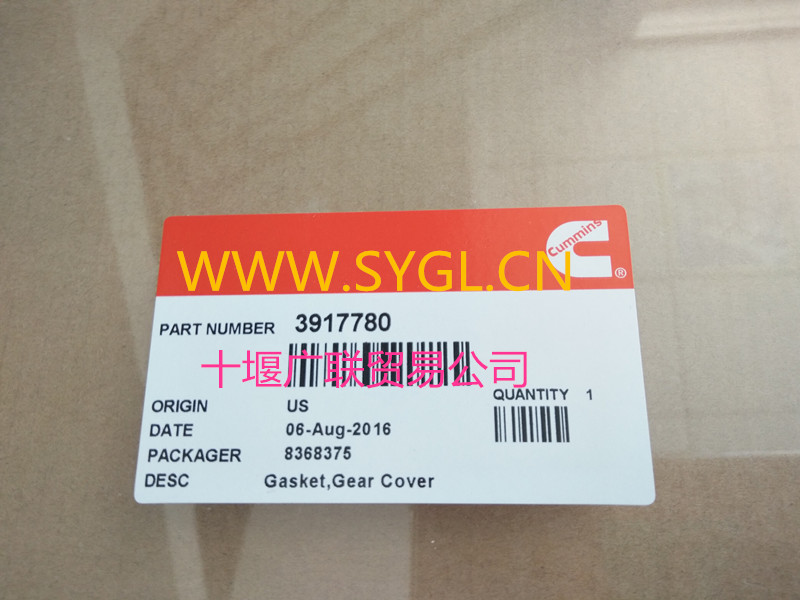 Cummins
®
WWW.SYGL.CN
PART NUMBER 3917780
十堰广联贸易公司
QUANTITY 1
ORIGIN US
DATE 06-Aug-2016
PACKAGER 8368375
DESC Gasket,Gear Cover